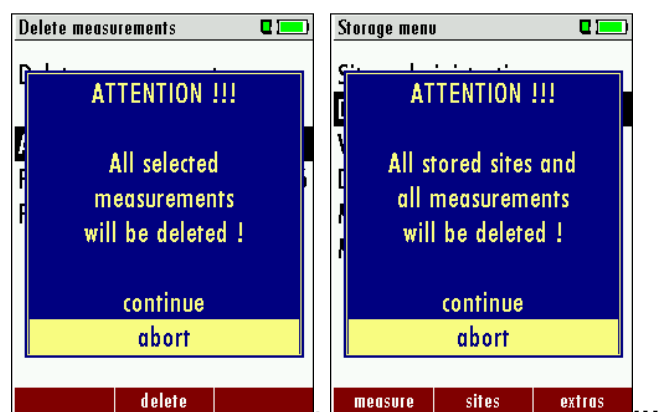 Delete measurements
ATTENTION !!!
All selected
measurements
will be deleted !
continue
abort
delete
Storage menu
ATTENTION !!!
All stored sites and
all measurements
will be deleted !
continue
abort
measure sites extras